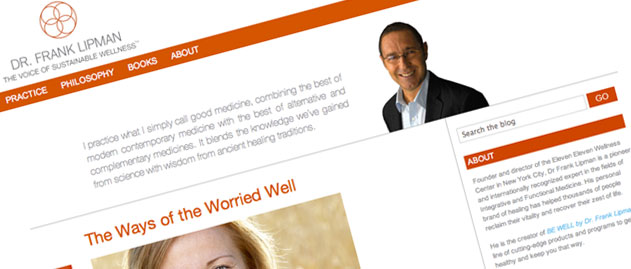 DR. FRANK LIPMAN
THE VOICE OF SUSTAINABLE WELLNESS™
PRACTICE PHILOSOPHY BOOKS ABOUT
I practice what I simply call good medicine, combining the best of
modern contemporary medicine with the best of alternative and
complementary medicines. It blends the knowledge we've gained
from science with wisdom from ancient healing traditions.
The Ways of the Worried Well
Search the blog
GO
ABOUT
Founder and director of the Eleven Eleven Wellness
Center in New York City, Dr Frank Lipman is a pioneer
and internationally recognized expert in the fields of
Integrative and Functional Medicine. His personal
brand of healing has helped thousands of people
reclaim their vitality and recover their zest of life.
He is the creator of BE WELL by Dr. Frank Lipma
line of cutting-edge products and programs to ge
healthy and keep you that way.